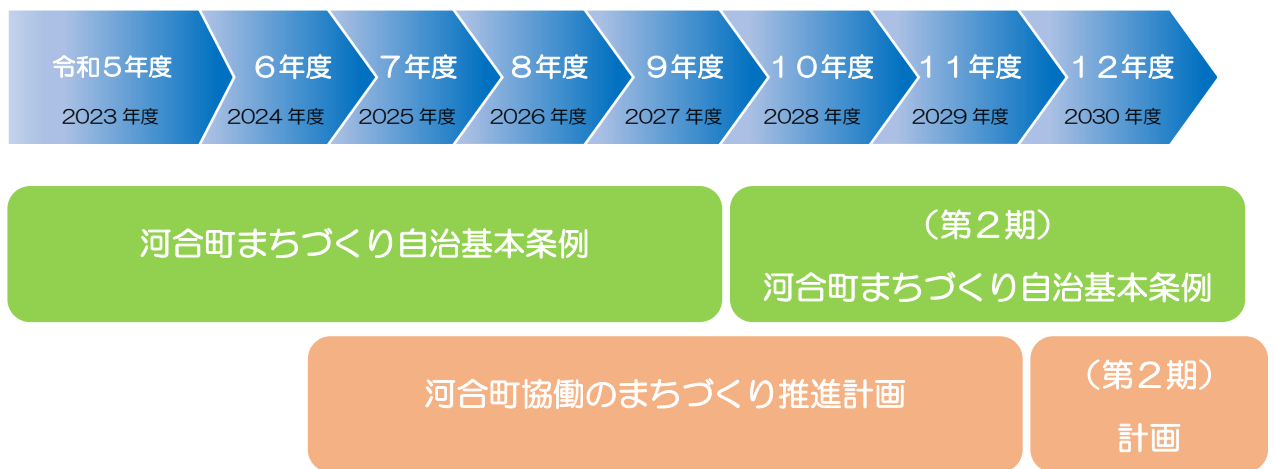 令和５年度 ６年度 ７年度 ８年度 ９年度 １０年度 １１年度 １２年度
2023 年度 2024 年度 2025 年度 2026 年度 2027 年度 2028 年度 2029 年度 2030 年度
河合町まちづくり自治基本条例
（第２期）
河合町まちづくり自治基本条例
河合町協働のまちづくり推進計画
（第２期）
計画